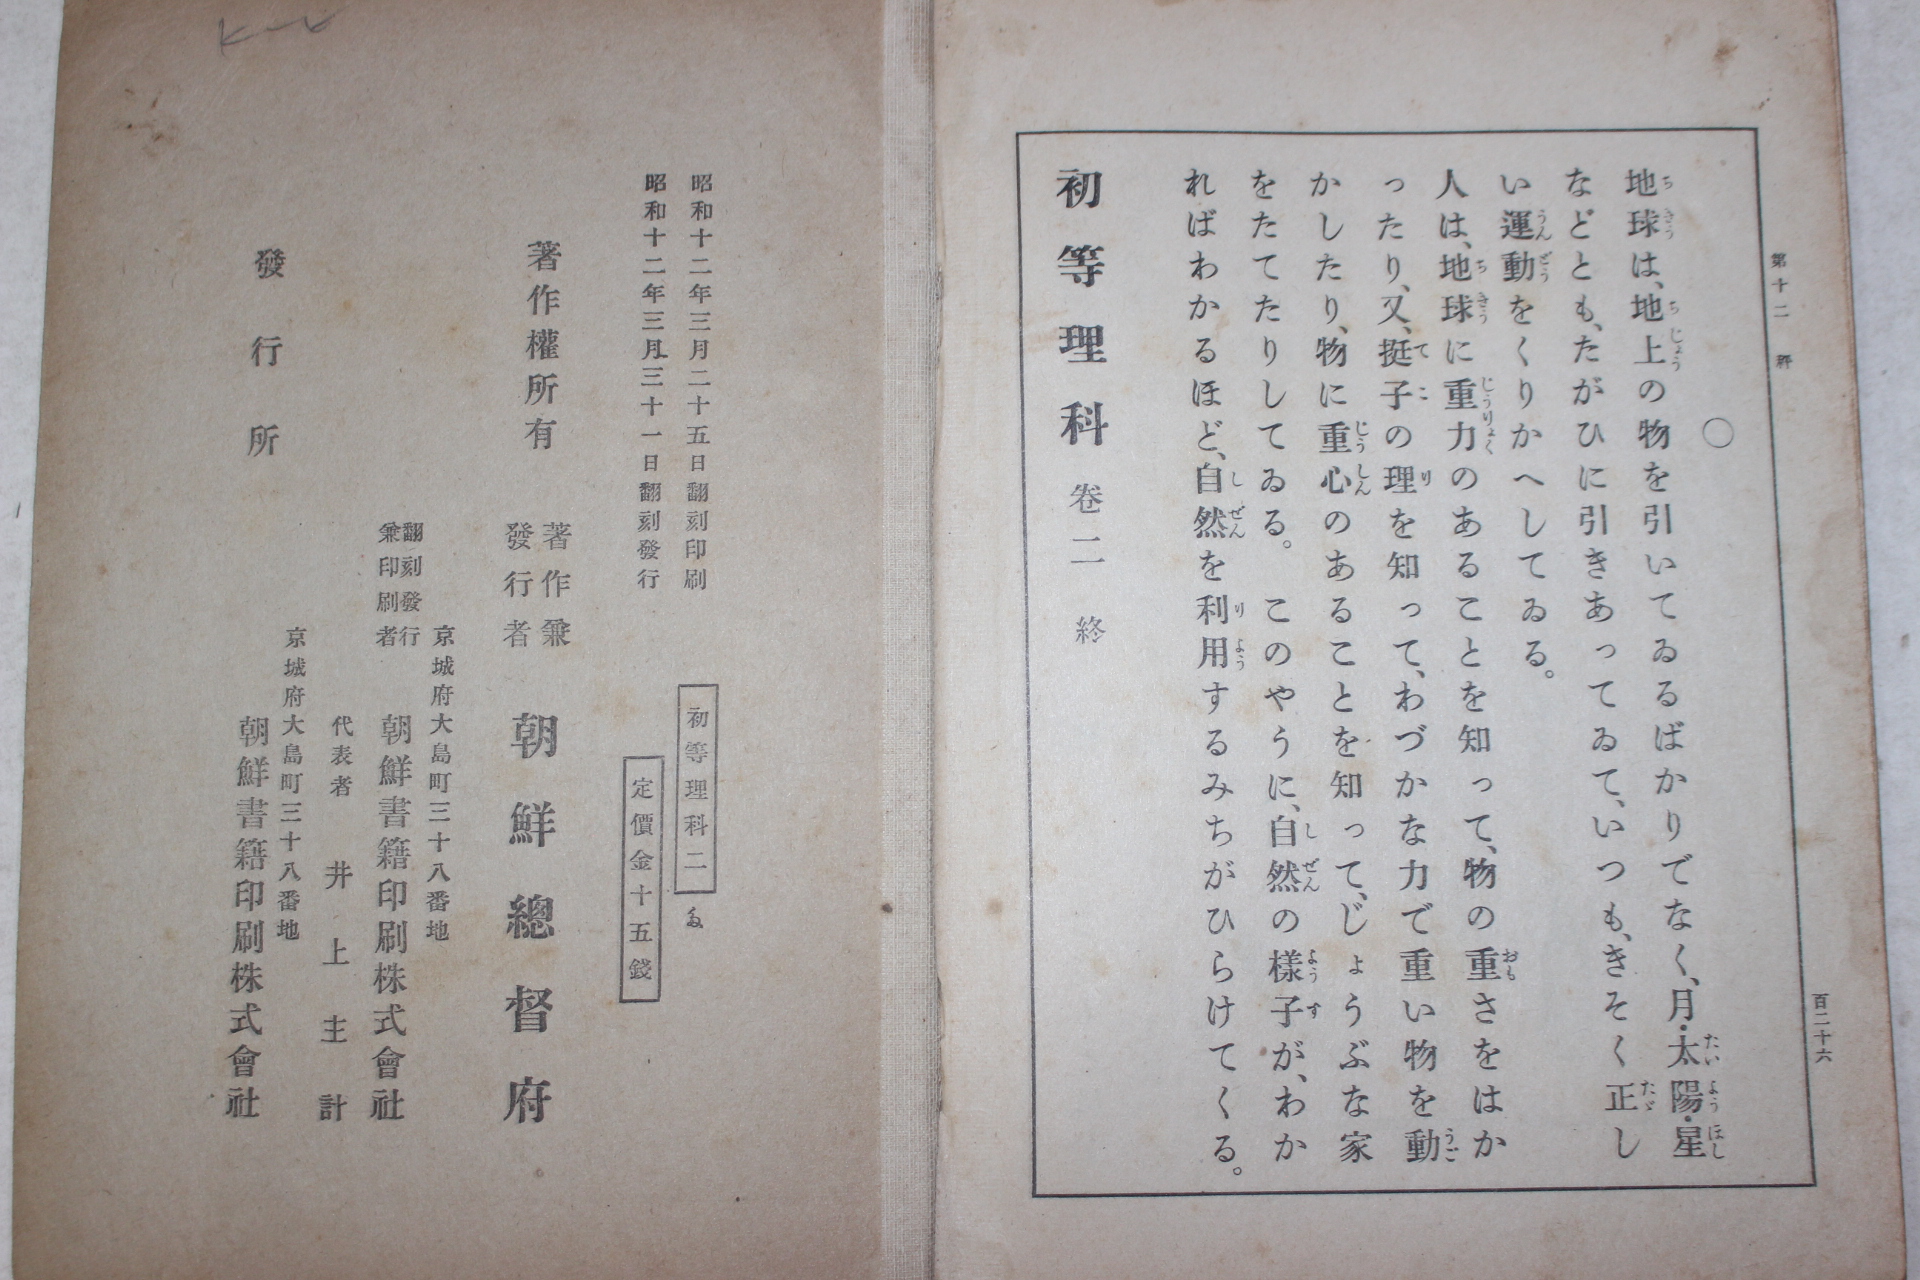 第十二 秤
百二十六
○
地球は、地上の物を引いてゐるばかりでなく、月・太陽・星
などとも、たがひに引きあってゐて、いつも、きそく正し
い運動をくりかへしてゐる。
人は、地球に重力のあることを知って、物の重さをはか
ったり、又、挺子の理を知って、わづかな力で重い物を動
かしたり、物に重心のあることを知って、じょうぶな家
をたてたりしてゐる。このやうに、自然の様子が、わか
ればわかるほど、自然を利用するみちがひらけてくる。
初等理科 卷二 終
昭和十二年三月二十五日翻刻印刷
昭和十二年三月三十一日翻刻發行
初等理科二
定價金十五錢
著作權所有
著作兼
發行者
朝鮮總督府
京城府大島町三十八番地
翻刻發行
兼印刷者
朝鮮書籍印刷株式會社
代表者 井上主計
京城府大島町三十八番地
發行所
朝鮮書籍印刷株式會社